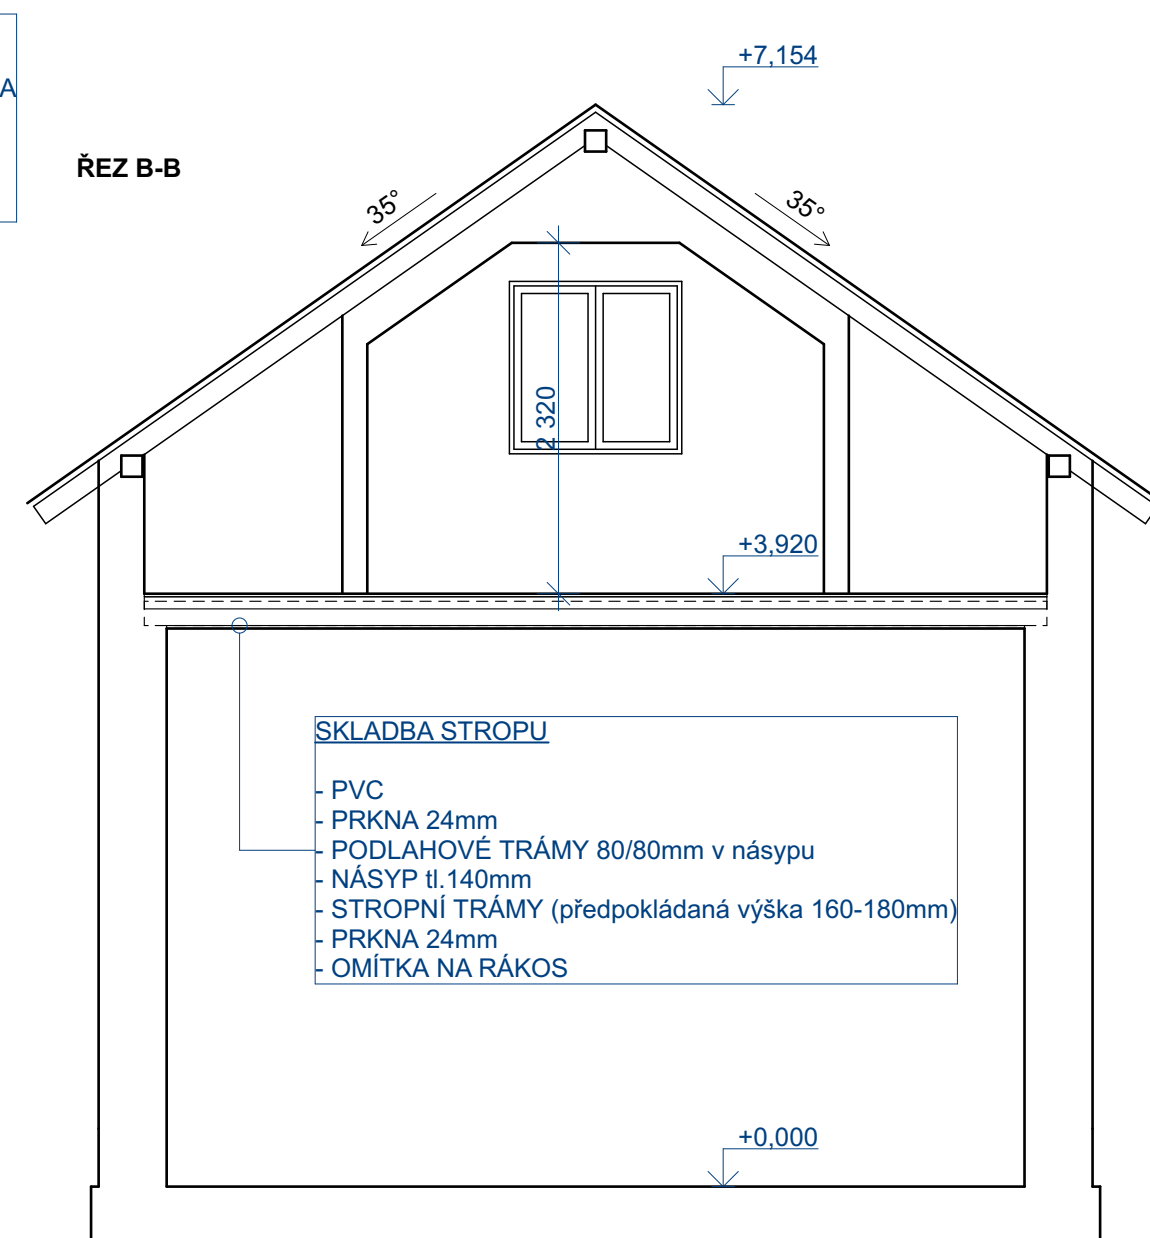 +7,154
A
ŘEZ B-B
35°
35°
2 320
+3,920
SKLADBA STROPU
- PVC
- PRKNA 24mm
- PODLAHOVÉ TRÁMY 80/80mm v násypu
- NÁSYP tl.140mm
- STROPNÍ TRÁMY (předpokládaná výška 160-180mm)
- PRKNA 24mm
- OMÍTKA NA RÁKOS
+0,000